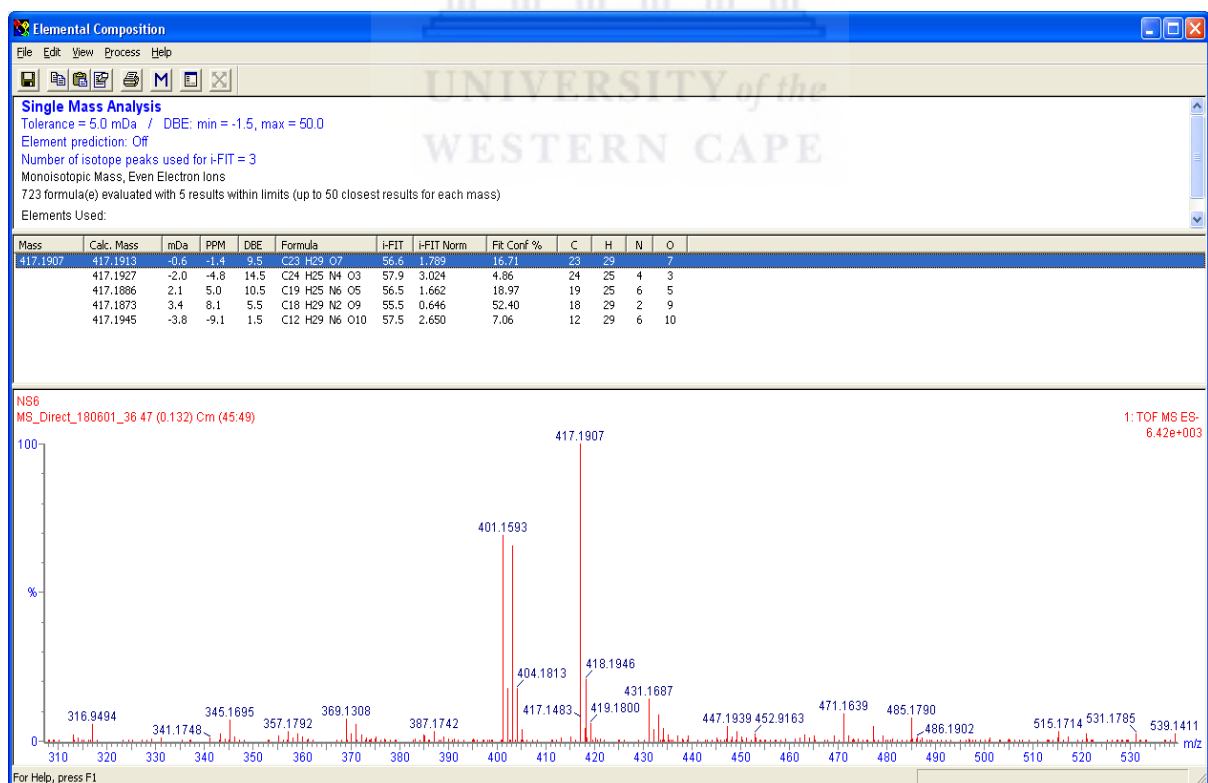 Elemental Composition
File Edit View Process Help
UNIVERSITY of the
WESTERN CAPE
Single Mass Analysis
Tolerance = 5.0 mDa / DBE: min = -1.5, max = 50.0
Element prediction: Off
Number of isotope peaks used for i-FIT = 3
Monoisotopic Mass, Even Electron Ions
723 formula(e) evaluated with 5 results within limits (up to 50 closest results for each mass)
Elements Used:
Mass Calc. Mass mDa PPM DBE Formula i-FIT i-FIT Norm Fit Conf % C H N O
417.1907 417.1913 -0.6 -1.4 9.5 C23 H29 O7 56.6 1.789 16.71 23 29 7
417.1927 -2.0 -4.8 14.5 C24 H25 N4 O3 57.9 3.024 4.86 24 25 4 3
417.1886 2.1 5.0 10.5 C19 H25 N6 O5 56.5 1.662 18.97 19 25 6 5
417.1873 3.4 8.1 5.5 C18 H29 N2 O9 55.5 0.646 52.40 18 29 2 9
417.1945 -3.8 -9.1 1.5 C12 H29 N6 O10 57.5 2.650 7.06 12 29 6 10
NS6
MS_Direct_180601_36 47 (0.132) Cm (45:49)
1: TOF MS ES-
6.42e+003
100
417.1907
401.1593
%
404.1813
418.1946
431.1687
417.1483
419.1800
316.9494
341.1748
345.1695
357.1792
369.1308
387.1742
447.1939
452.9163
471.1639
485.1790
486.1902
515.1714
531.1785
539.1411
0
m/z
310 320 330 340 350 360 370 380 390 400 410 420 430 440 450 460 470 480 490 500 510 520 530
For Help, press F1